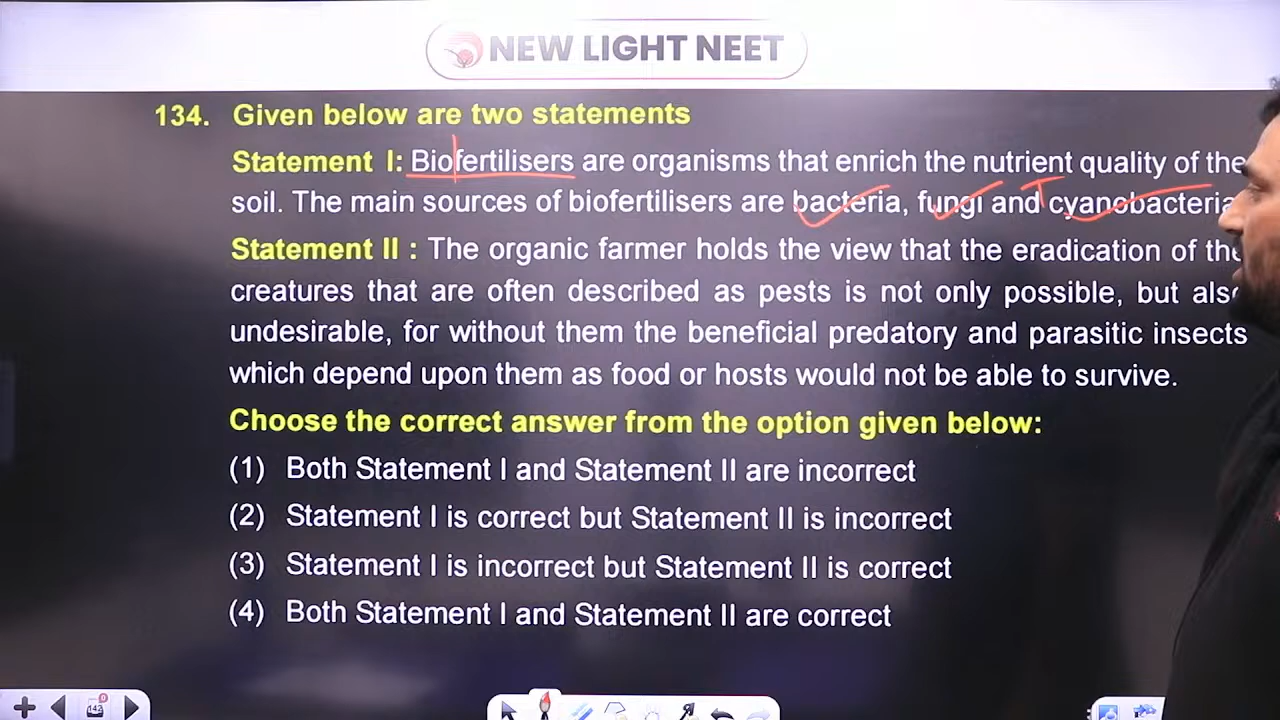 NEW LIGHT NEET
134. Given below are two statements
Statement I: Biofertilisers are organisms that enrich the nutrient quality of the
soil. The main sources of biofertilisers are bacteria, fungi and cyanobacteria
Statement II : The organic farmer holds the view that the eradication of the
creatures that are often described as pests is not only possible, but also
undesirable, for without them the beneficial predatory and parasitic insects
which depend upon them as food or hosts would not be able to survive.
Choose the correct answer from the option given below:
(1) Both Statement I and Statement II are incorrect
(2) Statement I is correct but Statement II is incorrect
(3) Statement I is incorrect but Statement II is correct
(4) Both Statement I and Statement II are correct